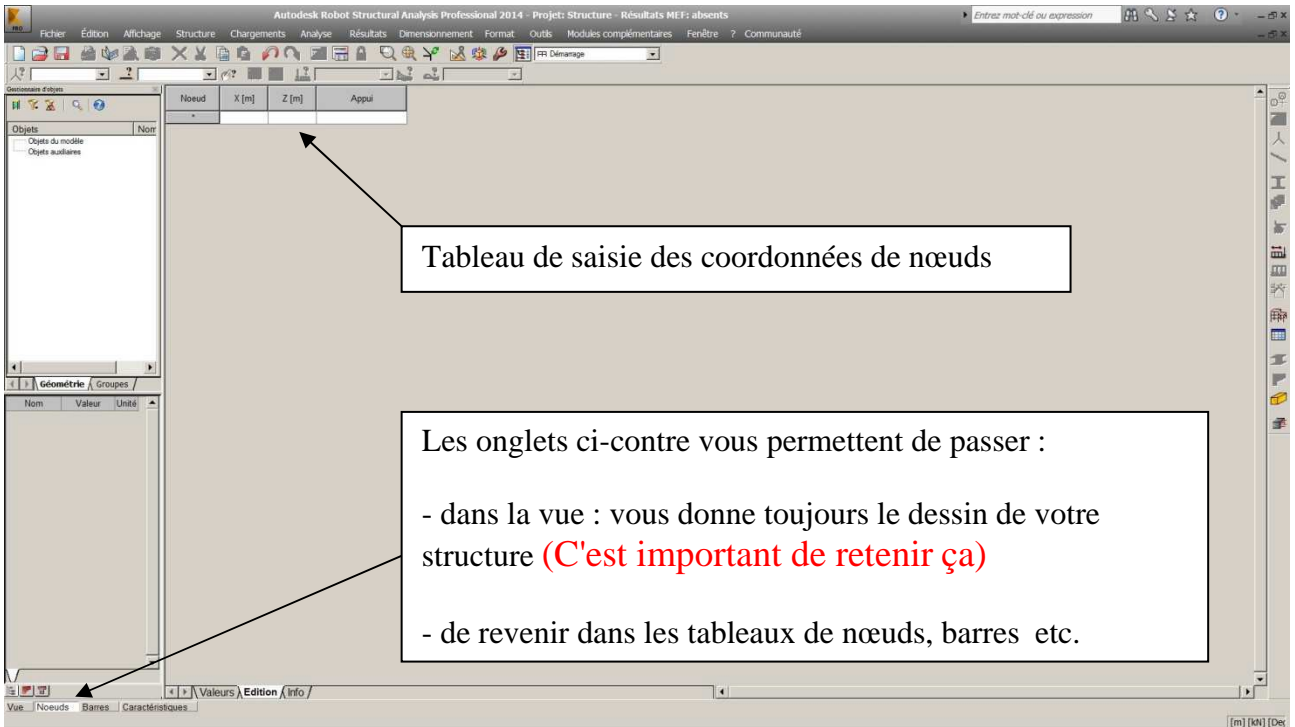 Autodesk Robot Structural Analysis Professional 2014 - Projet: Structure - Résultats MEF: absents
Entrez mot-clé ou expression
PRO
Fichier Édition Affichage Structure Chargements Analyse Résultats Dimensionnement Format Outils Modules complémentaires Fenêtre ? Communauté
Démarrage
Gestionnaire d'objets
Noeud X [m] Z [m] Appui
*
Objets Nom
Objets du modèle
Objets auxiliaires
Tableau de saisie des coordonnées de nœuds
Géométrie Groupes
Nom Valeur Unité
Les onglets ci-contre vous permettent de passer :
- dans la vue : vous donne toujours le dessin de votre
structure (C'est important de retenir ça)
- de revenir dans les tableaux de nœuds, barres etc.
Valeurs Edition Info
Vue Noeuds Barres Caractéristiques
[m] [kN] [De